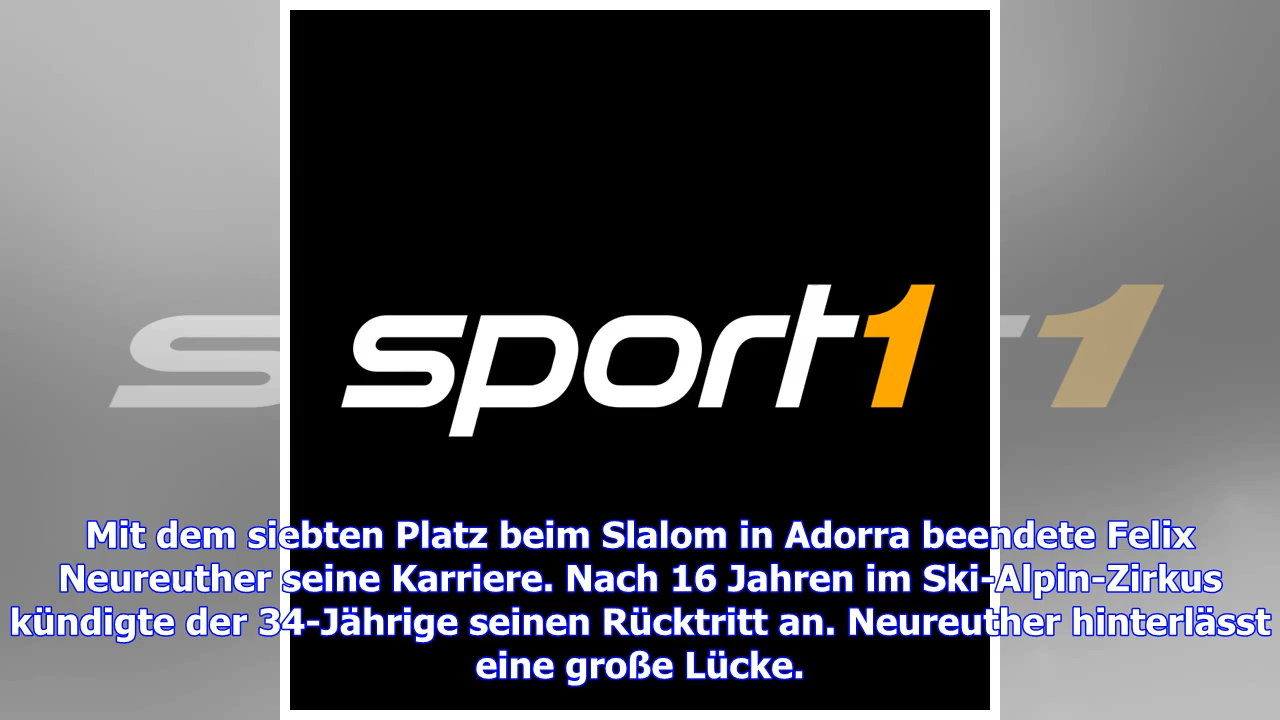 sport1
Mit dem siebten Platz beim Slalom in Adorra beendete Felix
Neureuther seine Karriere. Nach 16 Jahren im Ski-Alpin-Zirkus
kündigte der 34-Jährige seinen Rücktritt an. Neureuther hinterlässt
eine große Lücke.